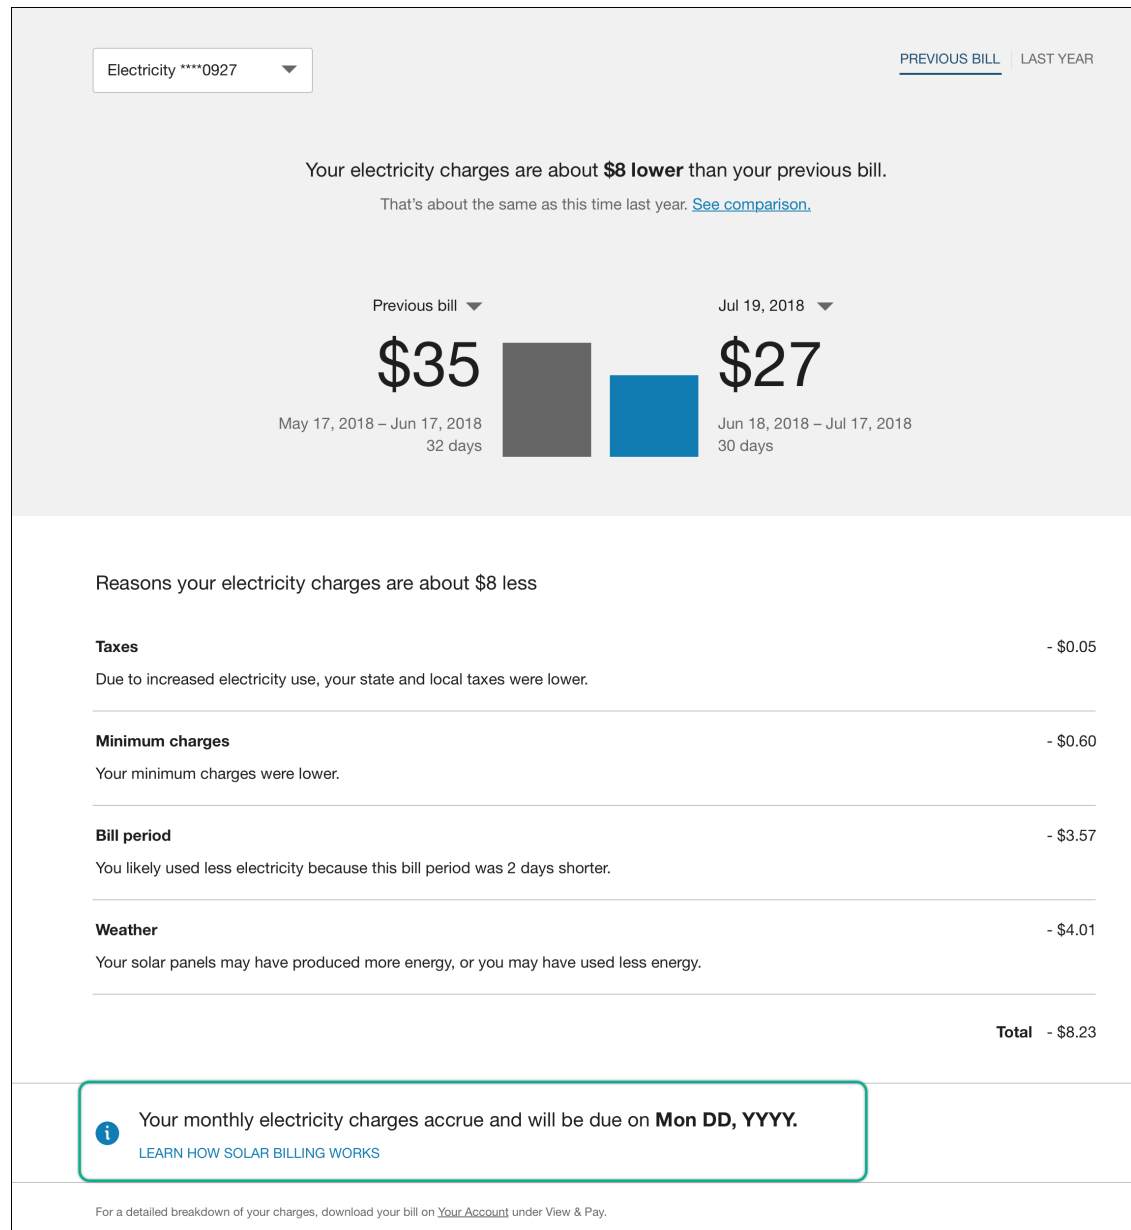 Electricity ****0927
PREVIOUS BILL
LAST YEAR
Your electricity charges are about $8 lower than your previous bill.
That's about the same as this time last year. See comparison.
Previous bill
$35
May 17, 2018 – Jun 17, 2018
32 days
Jul 19, 2018
$27
Jun 18, 2018 – Jul 17, 2018
30 days
Reasons your electricity charges are about $8 less
Taxes - $0.05
Due to increased electricity use, your state and local taxes were lower.
Minimum charges - $0.60
Your minimum charges were lower.
Bill period - $3.57
You likely used less electricity because this bill period was 2 days shorter.
Weather - $4.01
Your solar panels may have produced more energy, or you may have used less energy.
Total - $8.23
i
Your monthly electricity charges accrue and will be due on Mon DD, YYYY.
LEARN HOW SOLAR BILLING WORKS
For a detailed breakdown of your charges, download your bill on Your Account under View & Pay.